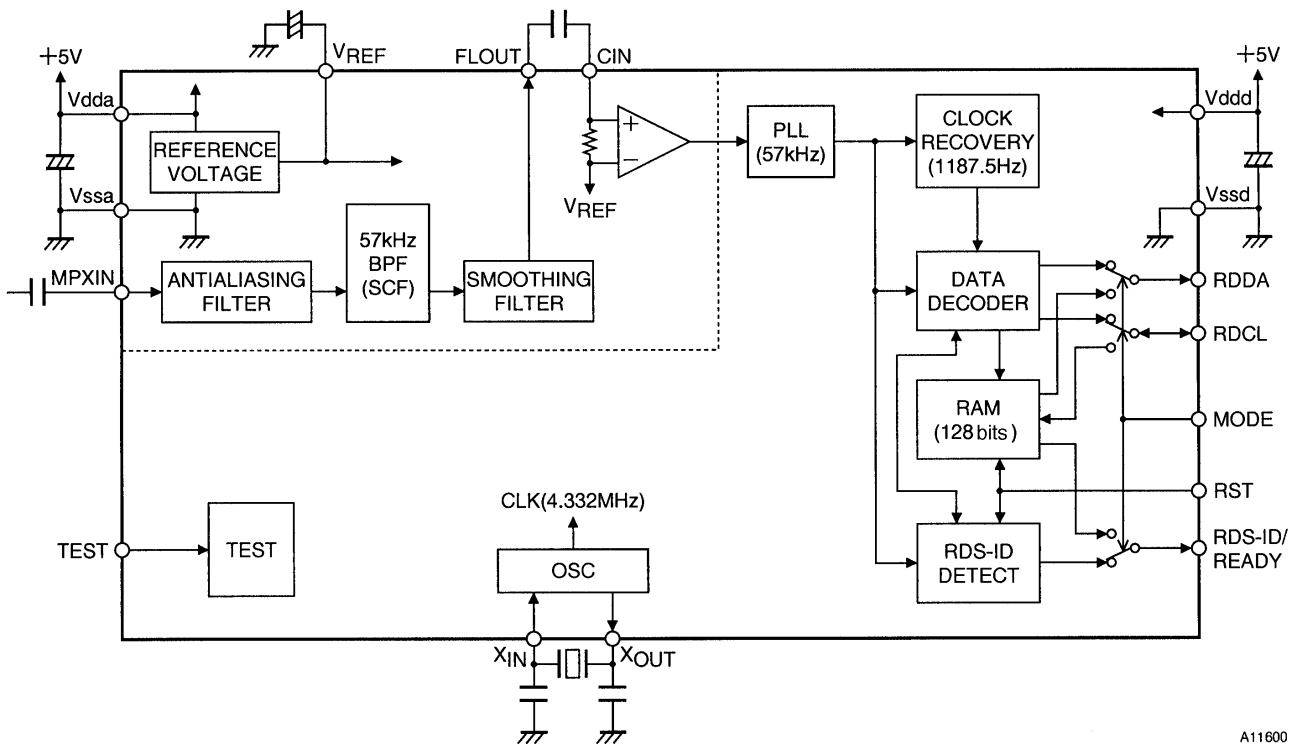 +5V
VREF
FLOUT
CIN
+5V
Vdda
Vddd
REFERENCE
VOLTAGE
+
−
PLL
(57kHz)
CLOCK
RECOVERY
(1187.5Hz)
Vssa
VREF
Vssd
MPXIN
ANTIALIASING
FILTER
57kHz
BPF
(SCF)
SMOOTHING
FILTER
DATA
DECODER
RDDA
RDCL
RAM
(128 bits)
MODE
RST
CLK(4.332MHz)
TEST
TEST
OSC
RDS-ID
DETECT
RDS-ID/
READY
XIN
XOUT
A11600